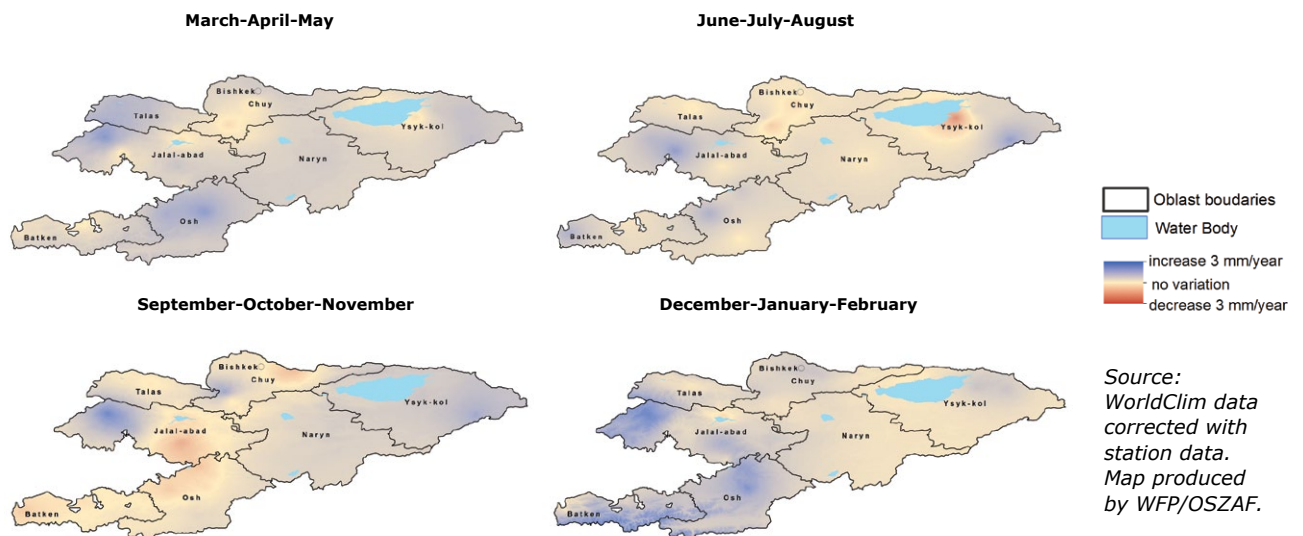 March-April-May
June-July-August
Bishkek
Chuy
Talas
Ysyk-kol
Jalal-abad
Naryn
Osh
Batken
Bishkek
Chuy
Talas
Ysyk-kol
Jalal-abad
Naryn
Osh
Batken
Oblast boudaries
Water Body
increase 3 mm/year
no variation
decrease 3 mm/year
September-October-November
December-January-February
Bishkek
Chuy
Talas
Ysyk-kol
Jalal-abad
Naryn
Osh
Batken
Bishkek
Chuy
Talas
Ysyk-kol
Jalal-abad
Naryn
Osh
Batken
Source:
WorldClim data
corrected with
station data.
Map produced
by WFP/OSZAF.